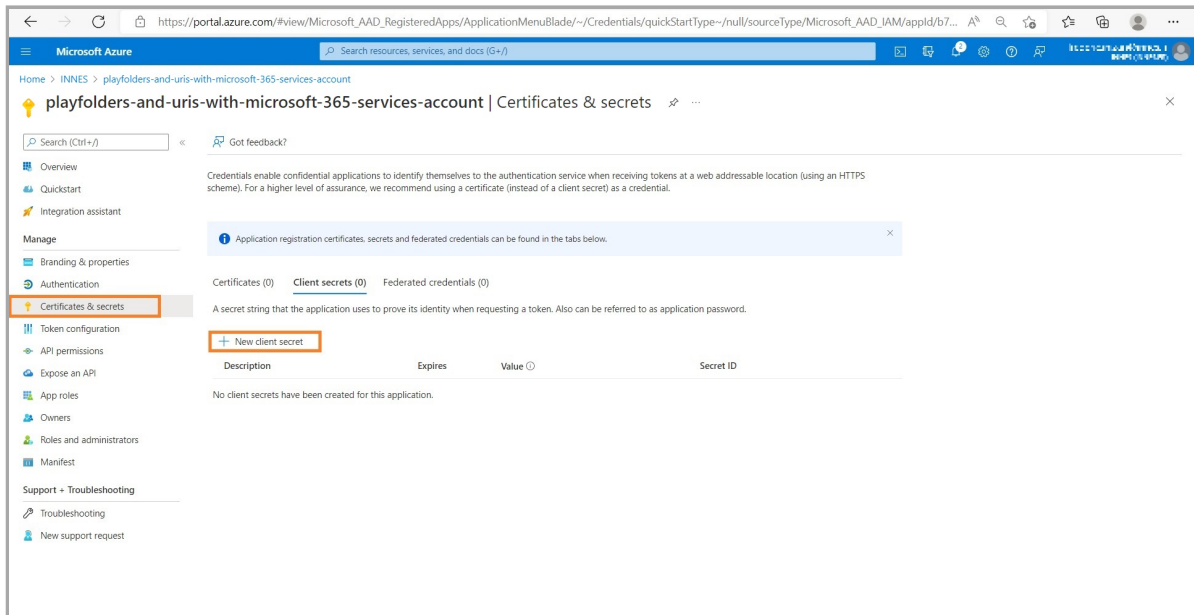 https://portal.azure.com/#view/Microsoft_AAD_RegisteredApps/ApplicationMenuBlade/~/Credentials/quickStartType~/null/sourceType/Microsoft_AAD_IAM/appId/b7...
Microsoft Azure
Search resources, services, and docs (G+/)
2
Home > INNES > playfolders-and-uris-with-microsoft-365-services-account
playfolders-and-uris-with-microsoft-365-services-account | Certificates & secrets
Search (Ctrl+/)
Got feedback?
Overview
Quickstart
Integration assistant
Manage
Branding & properties
Authentication
Certificates & secrets
Token configuration
API permissions
Expose an API
App roles
Owners
Roles and administrators
Manifest
Support + Troubleshooting
Troubleshooting
New support request
Credentials enable confidential applications to identify themselves to the authentication service when receiving tokens at a web addressable location (using an HTTPS
scheme). For a higher level of assurance, we recommend using a certificate (instead of a client secret) as a credential.
Application registration certificates, secrets and federated credentials can be found in the tabs below.
Certificates (0) Client secrets (0) Federated credentials (0)
A secret string that the application uses to prove its identity when requesting a token. Also can be referred to as application password.
New client secret
Description Expires Value Secret ID
No client secrets have been created for this application.